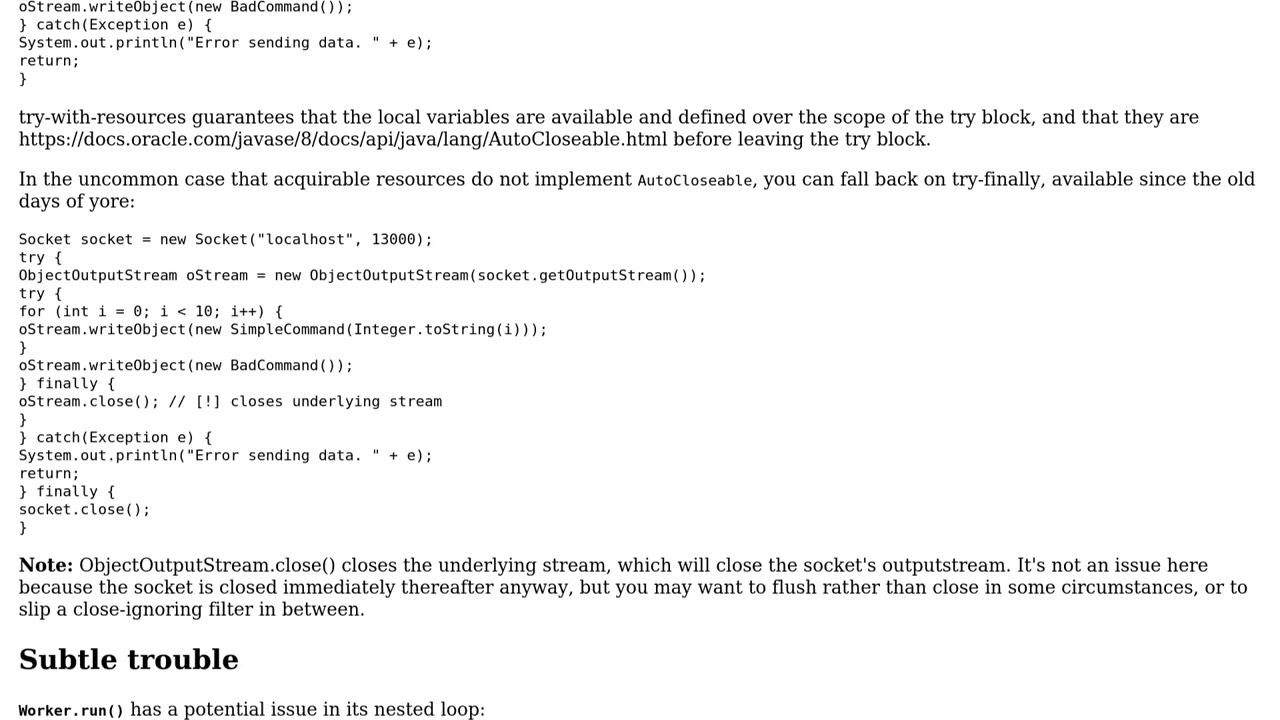 oStream.writeObject(new BadCommand());
} catch(Exception e) {
System.out.println("Error sending data. " + e);
return;
}
try-with-resources guarantees that the local variables are available and defined over the scope of the try block, and that they are
https://docs.oracle.com/javase/8/docs/api/java/lang/AutoCloseable.html before leaving the try block.
In the uncommon case that acquirable resources do not implement AutoCloseable, you can fall back on try-finally, available since the old
days of yore:
Socket socket = new Socket("localhost", 13000);
try {
ObjectOutputStream oStream = new ObjectOutputStream(socket.getOutputStream());
try {
for (int i = 0; i < 10; i++) {
oStream.writeObject(new SimpleCommand(Integer.toString(i)));
}
oStream.writeObject(new BadCommand());
} finally {
oStream.close(); // [!] closes underlying stream
}
} catch(Exception e) {
System.out.println("Error sending data. " + e);
return;
} finally {
socket.close();
}
Note: ObjectOutputStream.close() closes the underlying stream, which will close the socket's outputstream. It's not an issue here
because the socket is closed immediately thereafter anyway, but you may want to flush rather than close in some circumstances, or to
slip a close-ignoring filter in between.
Subtle trouble
Worker.run() has a potential issue in its nested loop: